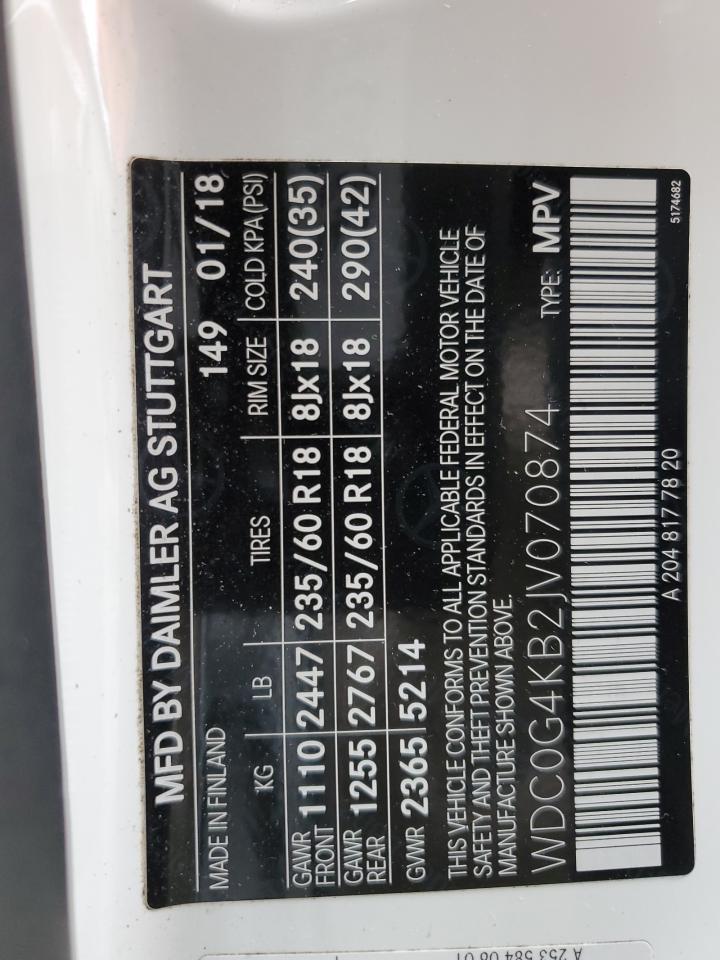 MFD BY DAIMLER AG STUTTGART
MADE IN FINLAND 149 01/18
KG LB TIRES RIM SIZE COLD KPA (PSI)
GAWR FRONT 1110 2447 235/60 R18 8Jx18 240(35)
GAWR REAR 1255 2767 235/60 R18 8Jx18 290(42)
GVWR 2365 5214
THIS VEHICLE CONFORMS TO ALL APPLICABLE FEDERAL MOTOR VEHICLE
SAFETY AND THEFT PREVENTION STANDARDS IN EFFECT ON THE DATE OF
MANUFACTURE SHOWN ABOVE.
WDC0G4KB2JV070874 TYPE: MPV
A 204 817 78 20 5174682
A 253 584 08 01